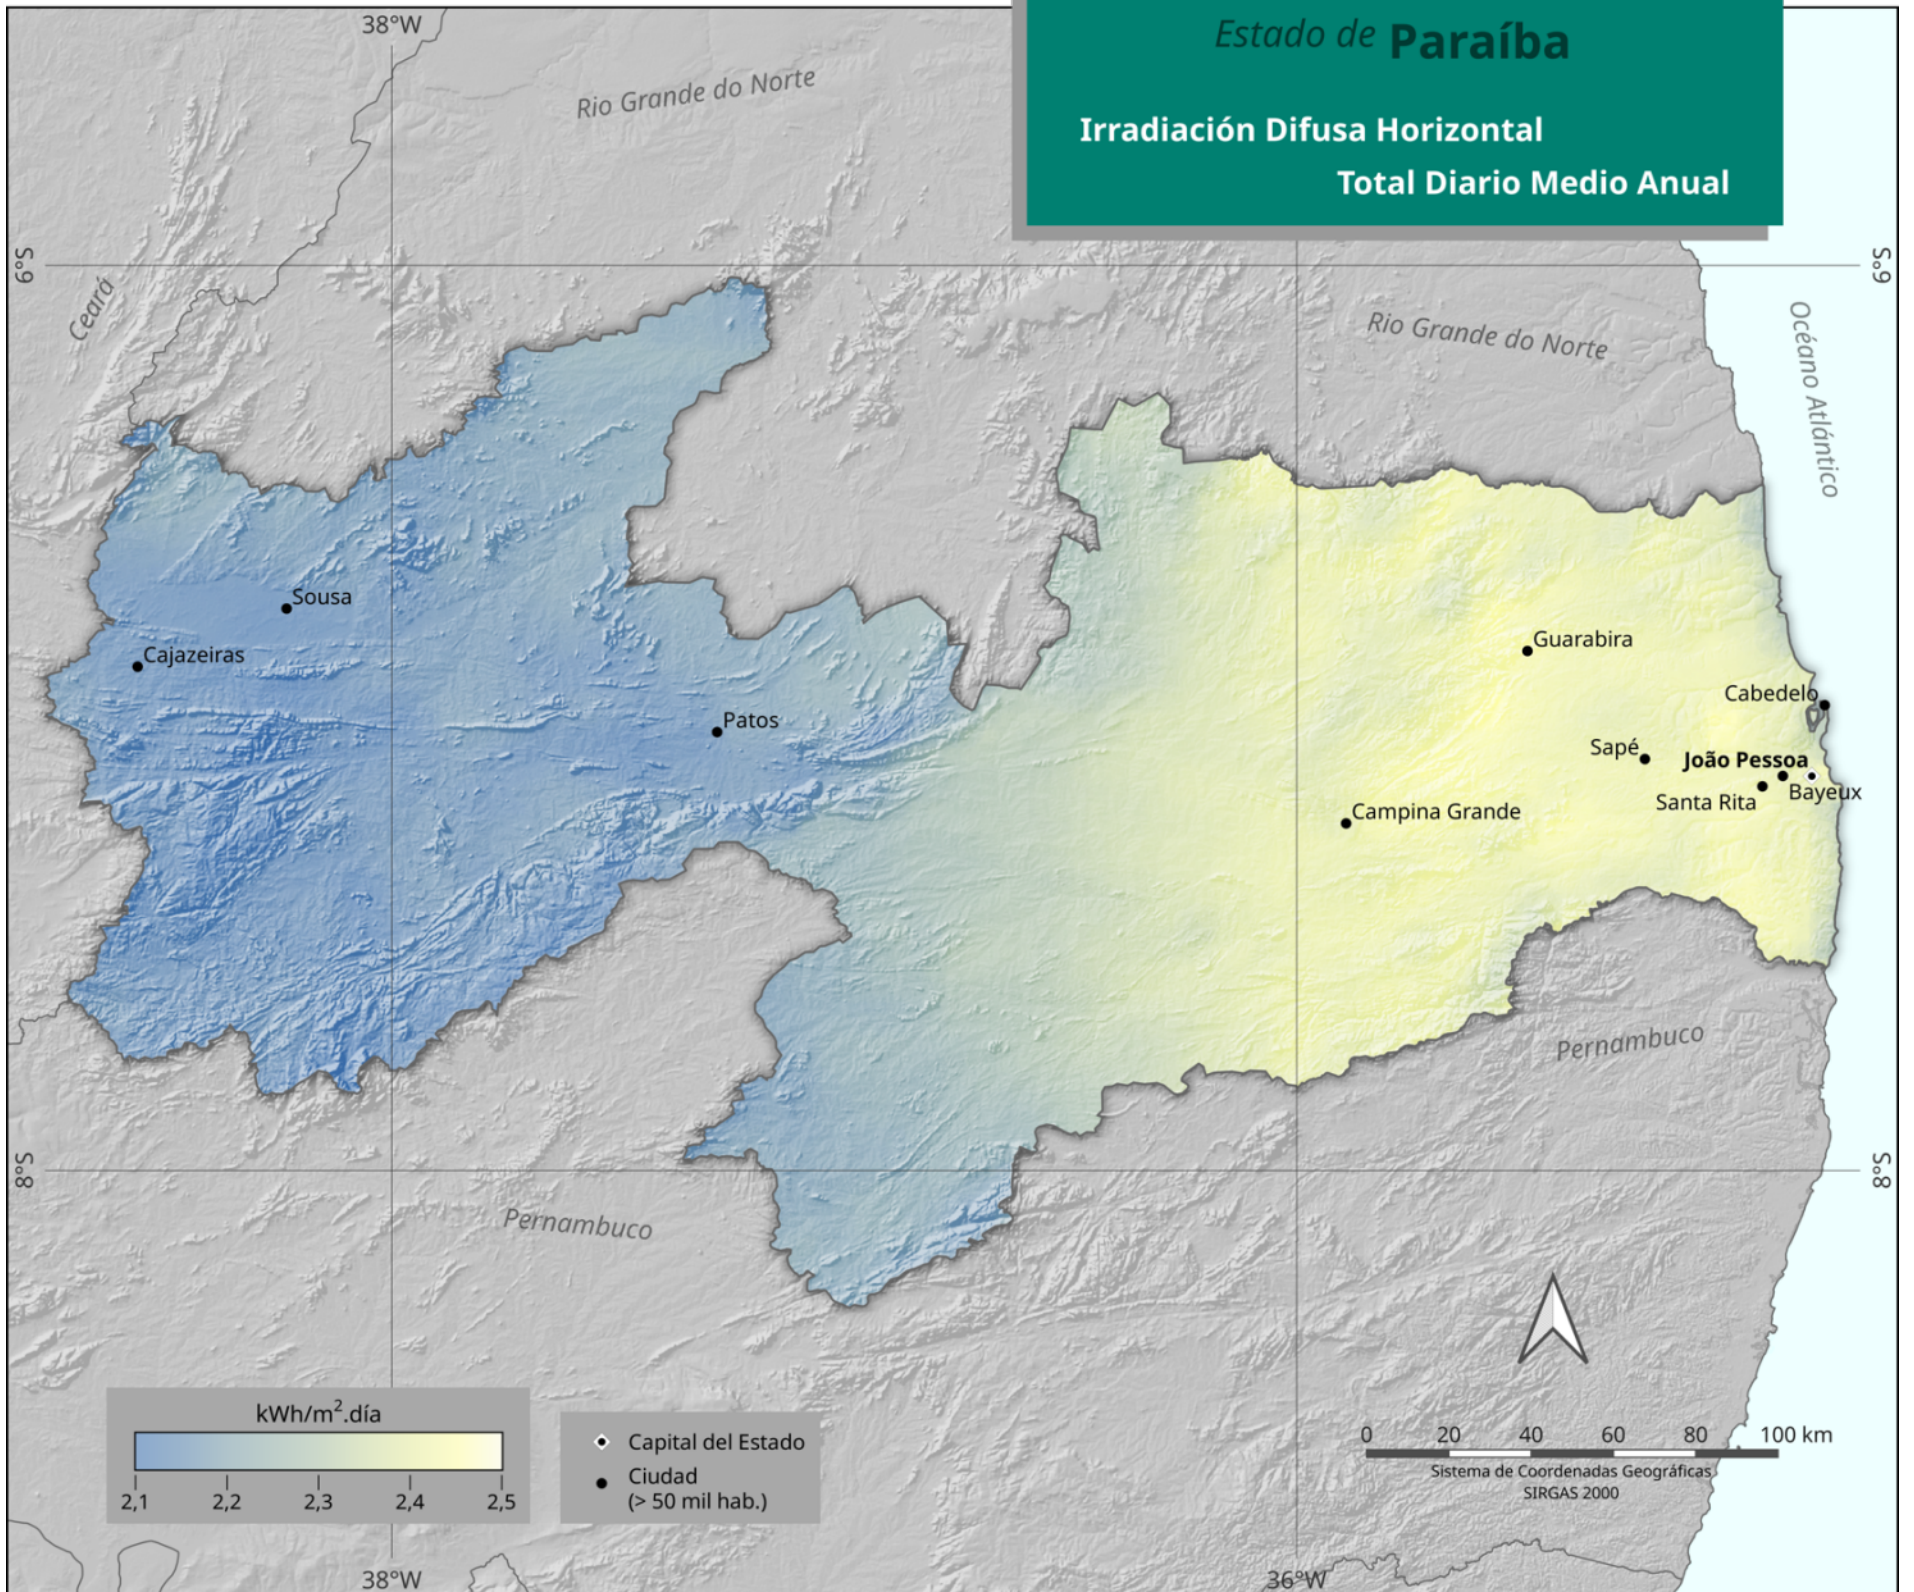 Estado de Paraíba
Irradiación Difusa Horizontal
Total Diario Medio Anual
38°W
Rio Grande do Norte
6°S
6°S
Ceará
Rio Grande do Norte
Océano Atlántico
Sousa
Cajazeiras
Guarabira
Patos
Cabedelo
Sapé
João Pessoa
Bayeux
Santa Rita
Campina Grande
Pernambuco
8°S
8°S
Pernambuco
kWh/m².día
2,1 2,2 2,3 2,4 2,5
Capital del Estado
Ciudad
(> 50 mil hab.)
0 20 40 60 80 100 km
Sistema de Coordenadas Geográficas
SIRGAS 2000
38°W
36°W